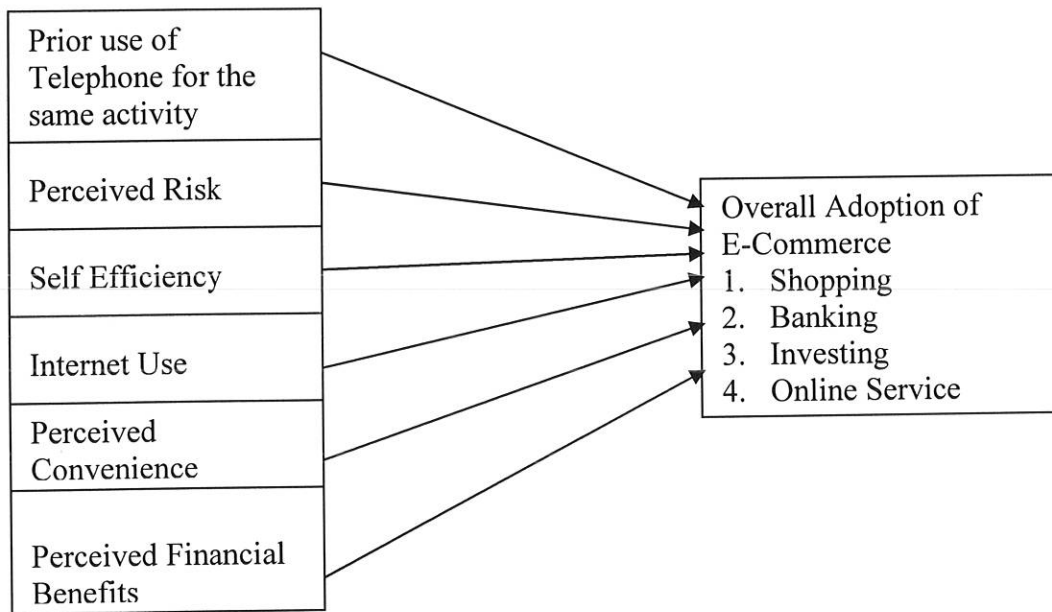 Prior use of
Telephone for the
same activity
Perceived Risk
Self Efficiency
Internet Use
Perceived
Convenience
Perceived Financial
Benefits
Overall Adoption of
E-Commerce
1. Shopping
2. Banking
3. Investing
4. Online Service